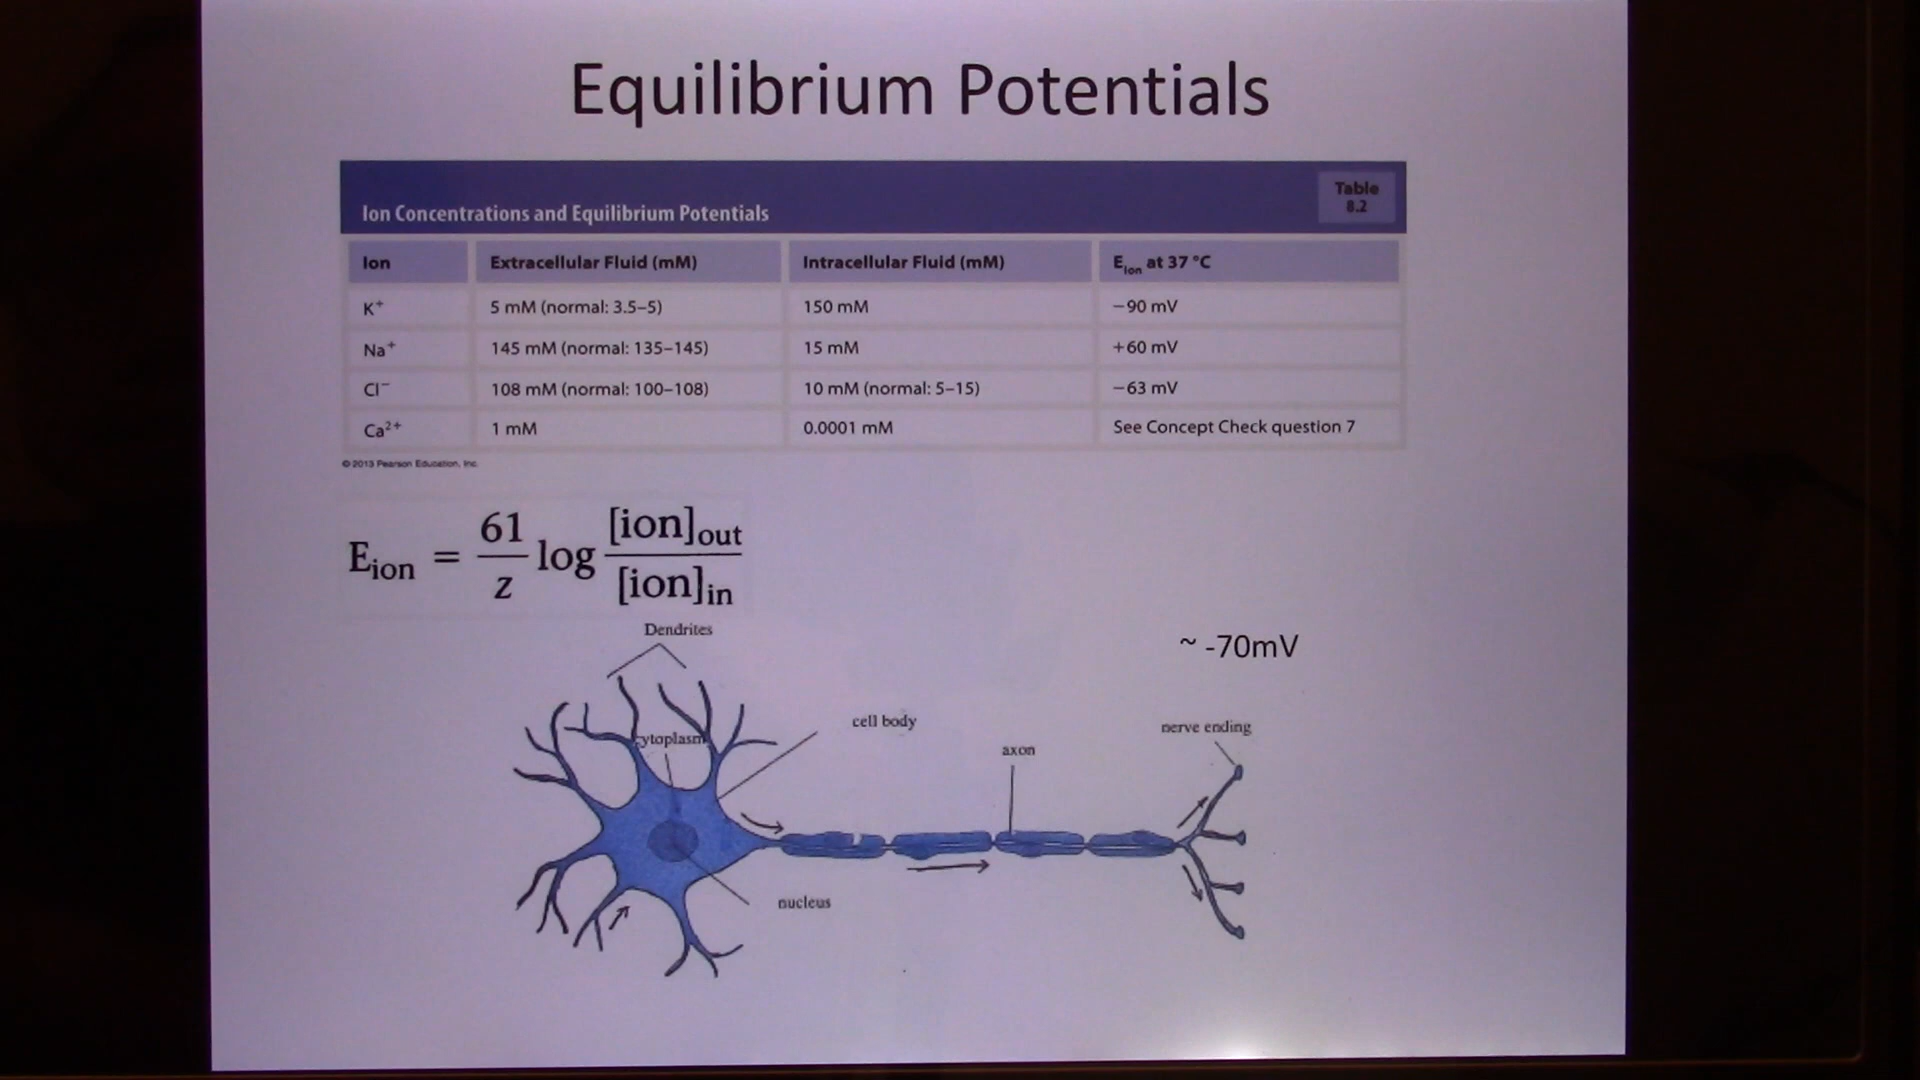 Equilibrium Potentials
Ion Concentrations and Equilibrium Potentials
Table
8.2
Ion Extracellular Fluid (mM) Intracellular Fluid (mM) Eion at 37 °C
K⁺ 5 mM (normal: 3.5–5) 150 mM −90 mV
Na⁺ 145 mM (normal: 135–145) 15 mM +60 mV
Cl⁻ 108 mM (normal: 100–108) 10 mM (normal: 5–15) −63 mV
Ca²⁺ 1 mM 0.0001 mM See Concept Check question 7
© 2013 Pearson Education, Inc.
Eion = 61/z log [ion]out/[ion]in
Dendrites
~ -70mV
cell body
nerve ending
cytoplasm
axon
nucleus